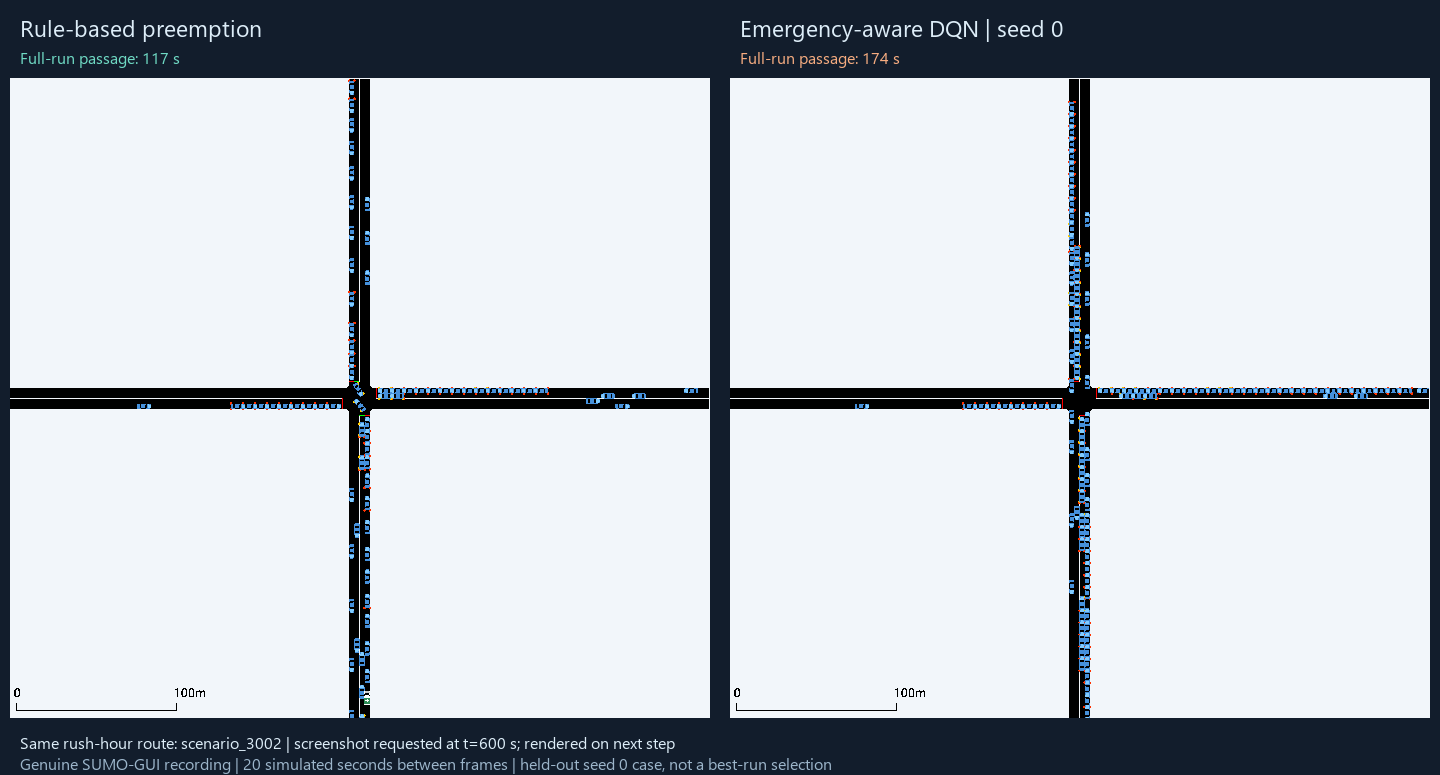 Rule-based preemption
Full-run passage: 117 s
Emergency-aware DQN | seed 0
Full-run passage: 174 s
0 100m
0 100m
Same rush-hour route: scenario_3002 | screenshot requested at t=600 s; rendered on next step
Genuine SUMO-GUI recording | 20 simulated seconds between frames | held-out seed 0 case, not a best-run selection